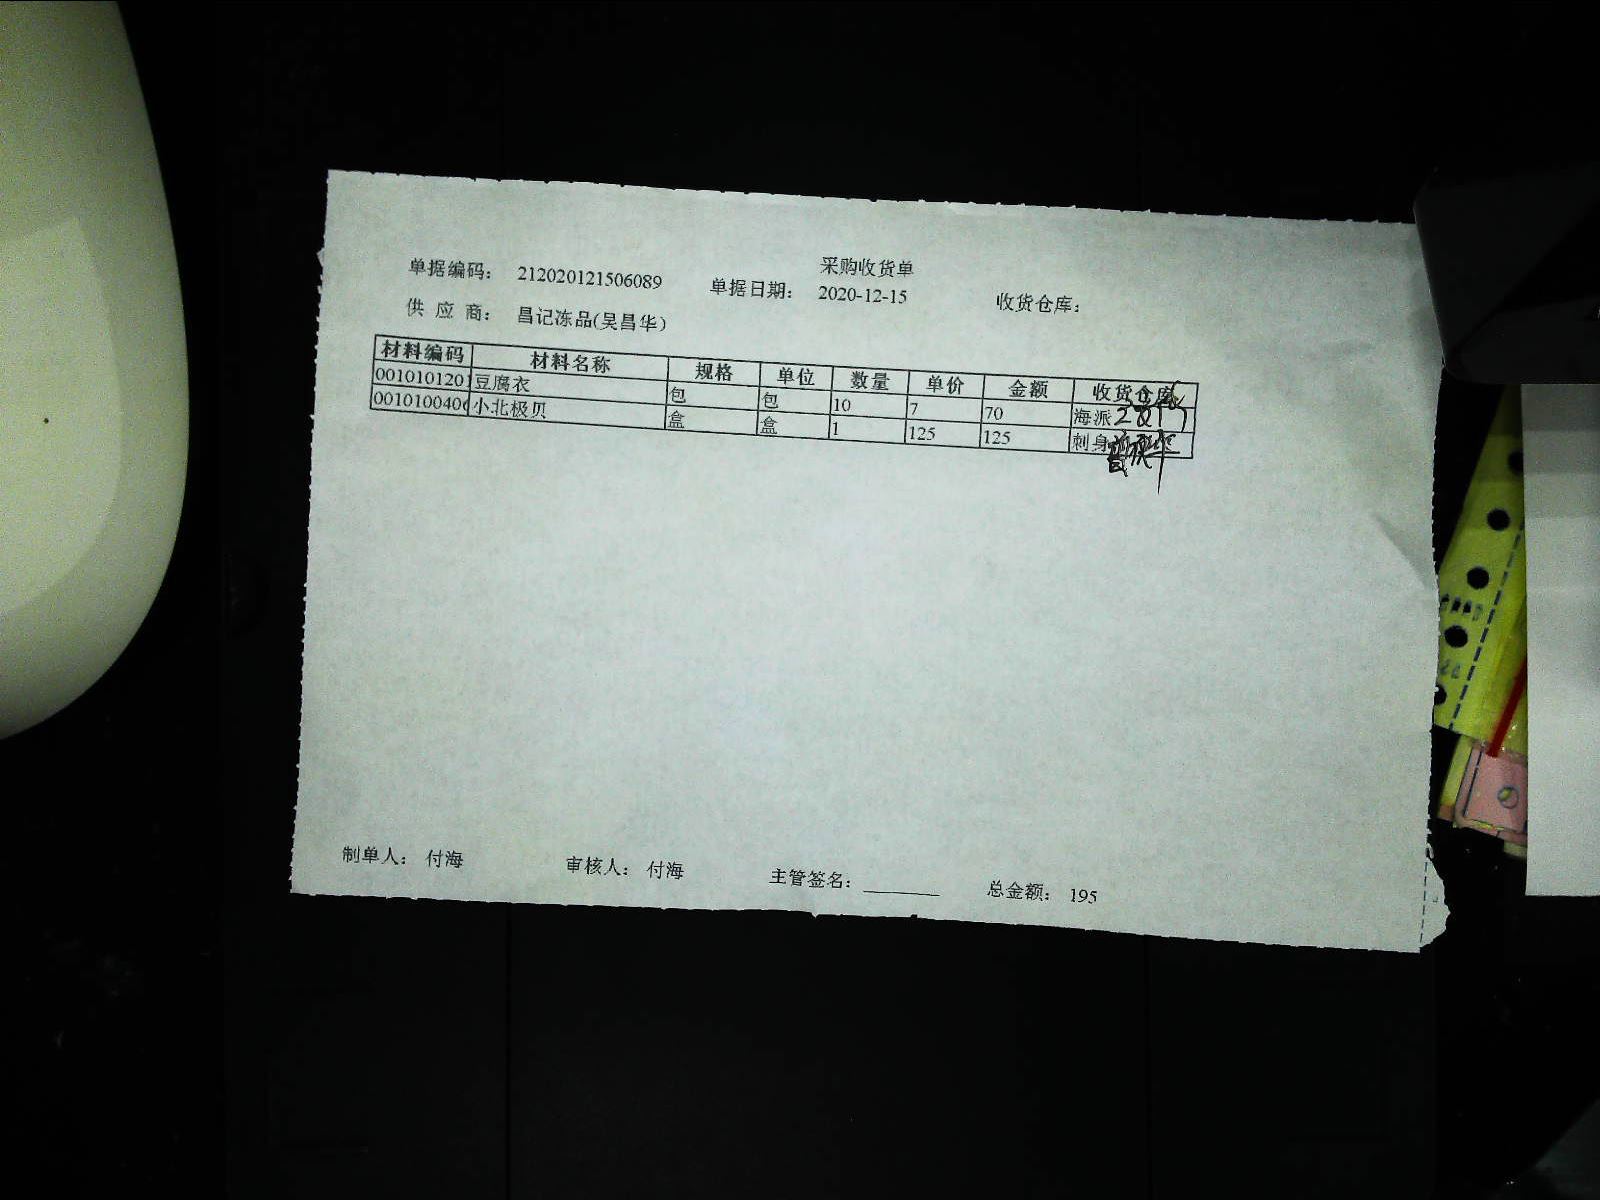 采购收货单
单据编码： 212020121506089 单据日期： 2020-12-15 收货仓库：
供 应 商： 昌记冻品(吴昌华)
材料编码 材料名称 规格 单位 数量 单价 金额 收货仓库
001010120 豆腐衣 包 包 10 7 70 海派
001010040 小北极贝 盒 盒 1 125 125 刺身
制单人： 付海 审核人： 付海 主管签名： 总金额： 195